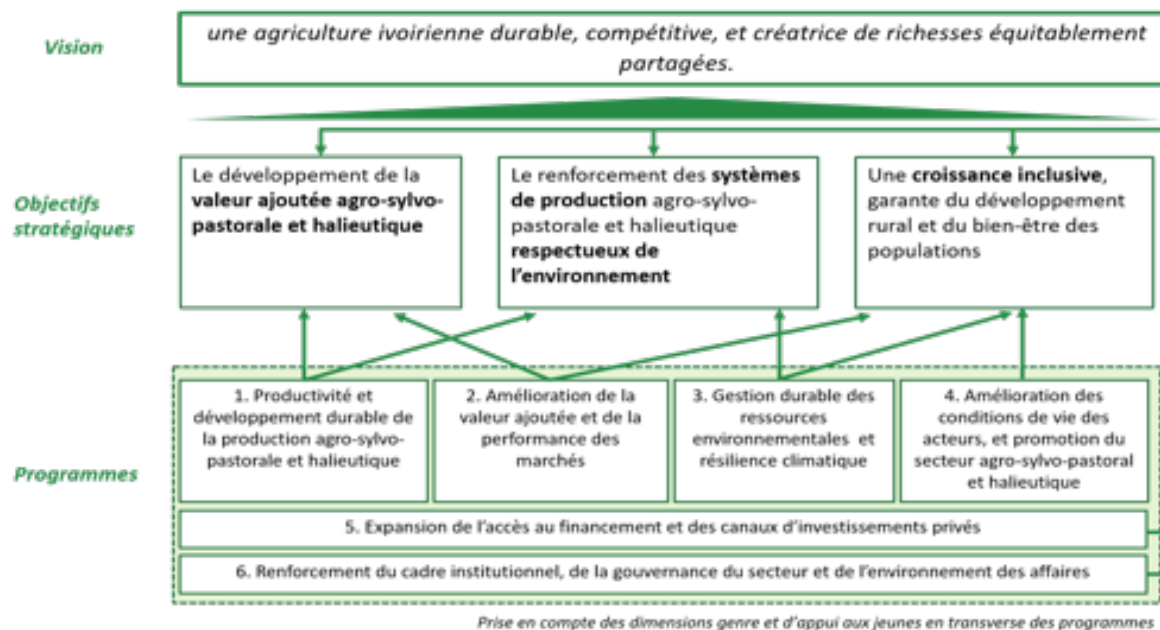 Vision
une agriculture ivoirienne durable, compétitive, et créatrice de richesses équitablement
partagées.
Objectifs
stratégiques
Le développement de la
valeur ajoutée agro-sylvo-
pastorale et halieutique
Le renforcement des systèmes
de production agro-sylvo-
pastorale et halieutique
respectueux de
l'environnement
Une croissance inclusive,
garante du développement
rural et du bien-être des
populations
Programmes
1. Productivité et
développement durable de
la production agro-sylvo-
pastorale et halieutique
2. Amélioration de la
valeur ajoutée et de la
performance des
marchés
3. Gestion durable des
ressources
environnementales et
résilience climatique
4. Amélioration des
conditions de vie des
acteurs, et promotion du
secteur agro-sylvo-pastoral
et halieutique
5. Expansion de l'accès au financement et des canaux d'investissements privés
6. Renforcement du cadre institutionnel, de la gouvernance du secteur et de l'environnement des affaires
Prise en compte des dimensions genre et d'appui aux jeunes en transverse des programmes